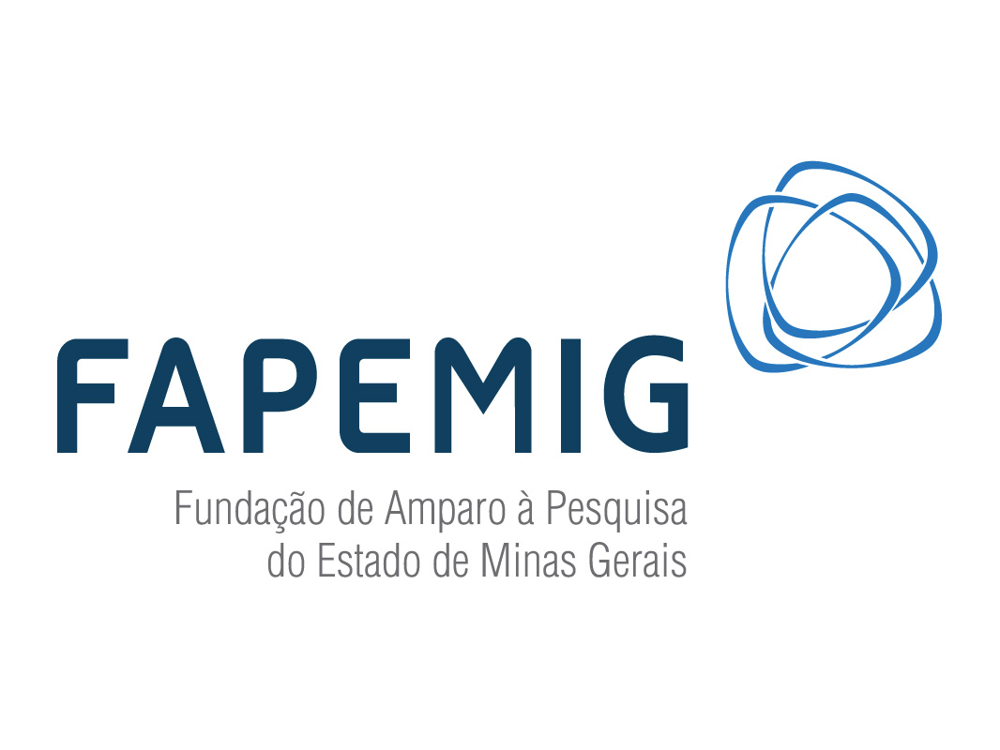 FAPEMIG
Fundação de Amparo à Pesquisa
do Estado de Minas Gerais